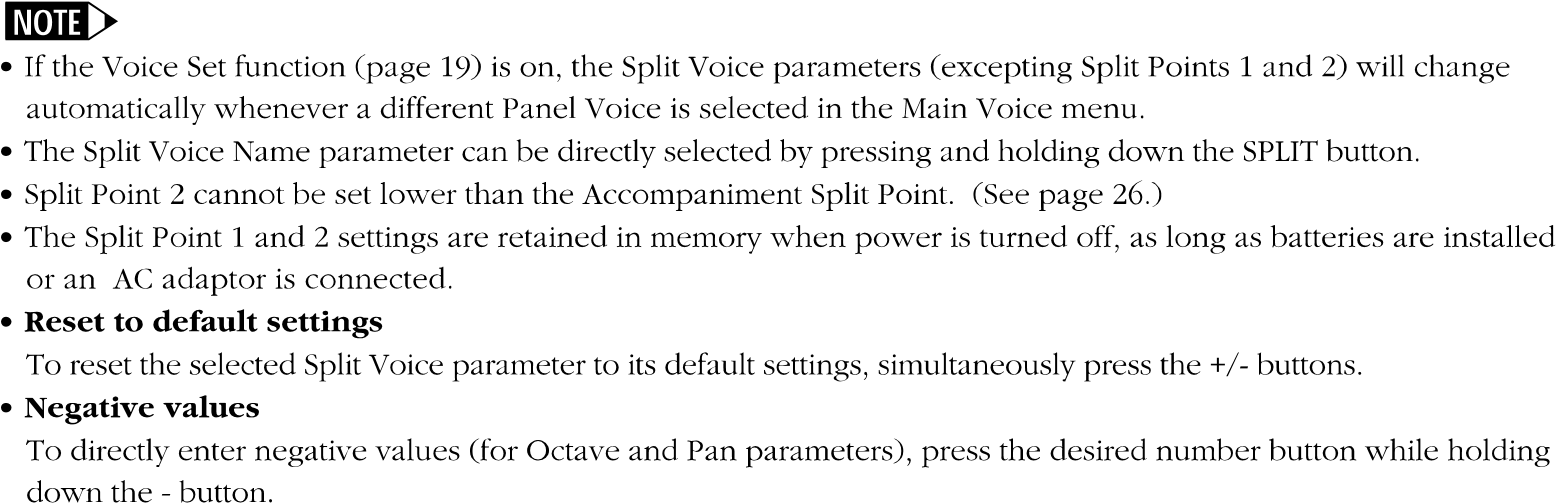 NOTE
• If the Voice Set function (page 19) is on, the Split Voice parameters (excepting Split Points 1 and 2) will change
automatically whenever a different Panel Voice is selected in the Main Voice menu.
• The Split Voice Name parameter can be directly selected by pressing and holding down the SPLIT button.
• Split Point 2 cannot be set lower than the Accompaniment Split Point.  (See page 26.)
• The Split Point 1 and 2 settings are retained in memory when power is turned off, as long as batteries are installed
or an  AC adaptor is connected.
• Reset to default settings
To reset the selected Split Voice parameter to its default settings, simultaneously press the +/- buttons.
• Negative values
To directly enter negative values (for Octave and Pan parameters), press the desired number button while holding
down the - button.